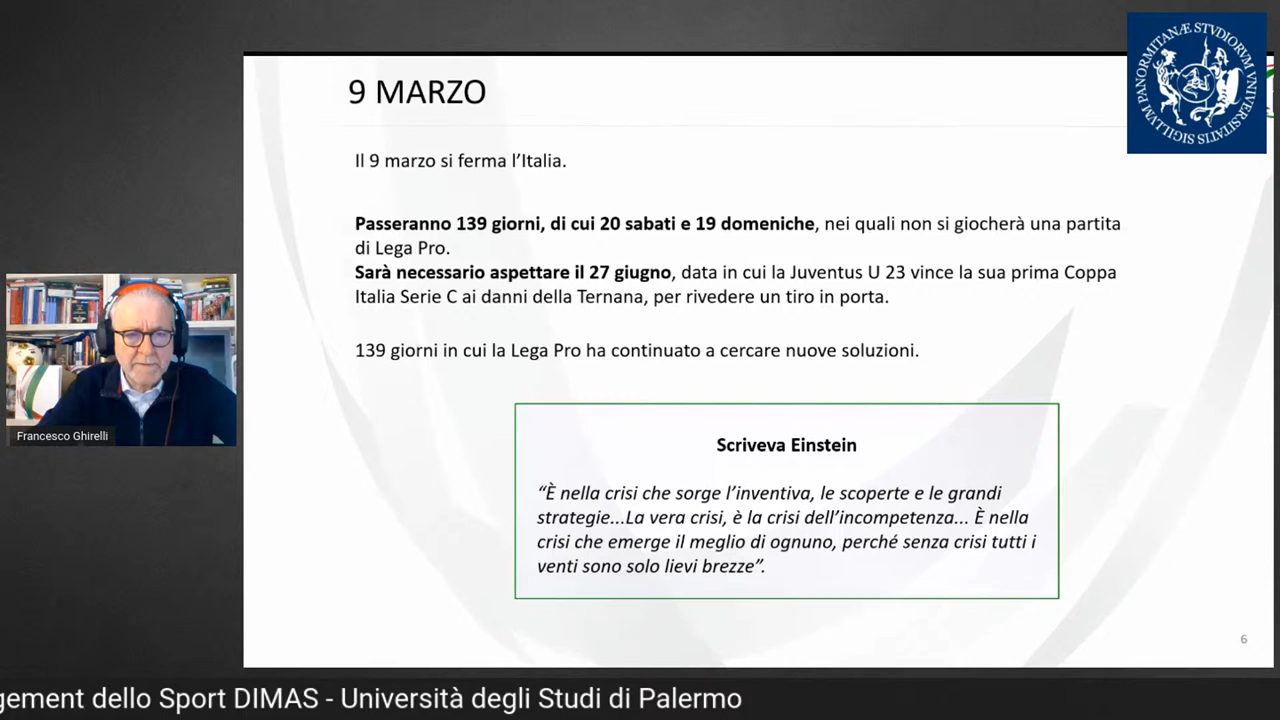 9 MARZO
Il 9 marzo si ferma l’Italia.
Passeranno 139 giorni, di cui 20 sabati e 19 domeniche, nei quali non si giocherà una partita
di Lega Pro.
Sarà necessario aspettare il 27 giugno, data in cui la Juventus U 23 vince la sua prima Coppa
Italia Serie C ai danni della Ternana, per rivedere un tiro in porta.
139 giorni in cui la Lega Pro ha continuato a cercare nuove soluzioni.
Scriveva Einstein
“È nella crisi che sorge l’inventiva, le scoperte e le grandi
strategie...La vera crisi, è la crisi dell’incompetenza... È nella
crisi che emerge il meglio di ognuno, perché senza crisi tutti i
venti sono solo lievi brezze”.
6
SIGILLVM PANORMITANÆ STVDIORVM VNIVERSITATIS
Francesco Ghirelli
gement dello Sport DIMAS - Università degli Studi di Palermo